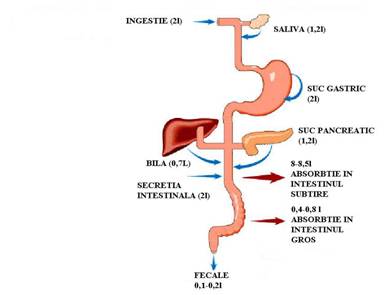 INGESTIE (2l)
SALIVA (1,2l)
SUC GASTRIC
(2l)
SUC PANCREATIC
(1,2l)
BILA (0,7L)
SECRETIA
INTESTINALA (2l)
8-8,5l
ABSORBTIE IN
INTESTINUL
SUBTIRE
0,4-0,8 l
ABSORBTIE IN
INTESTINUL
GROS
FECALE
0,1-0,2l